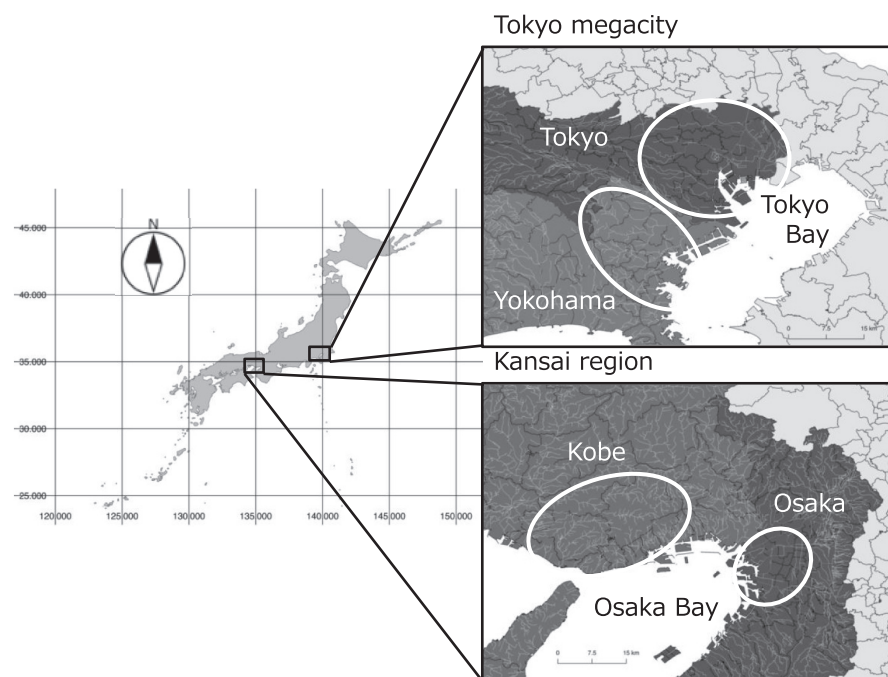 Tokyo megacity
Tokyo
Tokyo
Bay
Yokohama
0 7.5 15 km
Kansai region
Kobe
Osaka
Osaka Bay
0 7.5 15 km
N
45.000
40.000
35.000
30.000
25.000
120.000 125.000 130.000 135.000 140.000 145.000 150.000